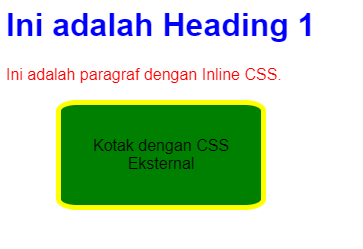 Ini adalah Heading 1
Ini adalah paragraf dengan Inline CSS.
Kotak dengan CSS
Eksternal